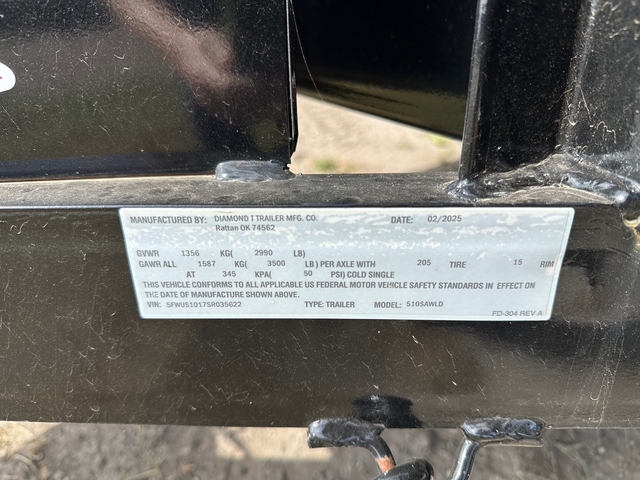 MANUFACTURED BY: DIAMOND T TRAILER MFG. CO. DATE: 02/2025
Rattan OK 74562
GVWR 1356 KG( 2990 LB)
GAWR ALL 1587 KG( 3500 LB ) PER AXLE WITH 205 TIRE 15 RIM
AT 345 KPA( 50 PSI) COLD SINGLE
THIS VEHICLE CONFORMS TO ALL APPLICABLE US FEDERAL MOTOR VEHICLE SAFETY STANDARDS IN EFFECT ON
THE DATE OF MANUFACTURE SHOWN ABOVE.
VIN: 5FWUS1017SR035622 TYPE: TRAILER MODEL: 510SAWLD
FD-304 REV A